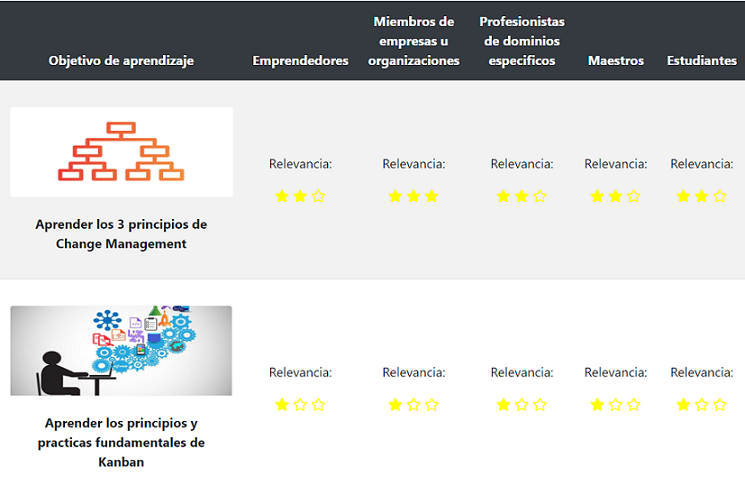 Objetivo de aprendizaje
Emprendedores
Miembros de
empresas u
organizaciones
Profesionistas
de dominios
especificos
Maestros
Estudiantes
Aprender los 3 principios de
Change Management
Relevancia:
Relevancia:
Relevancia:
Relevancia:
Relevancia:
Aprender los principios y
practicas fundamentales de
Kanban
Relevancia:
Relevancia:
Relevancia:
Relevancia:
Relevancia: